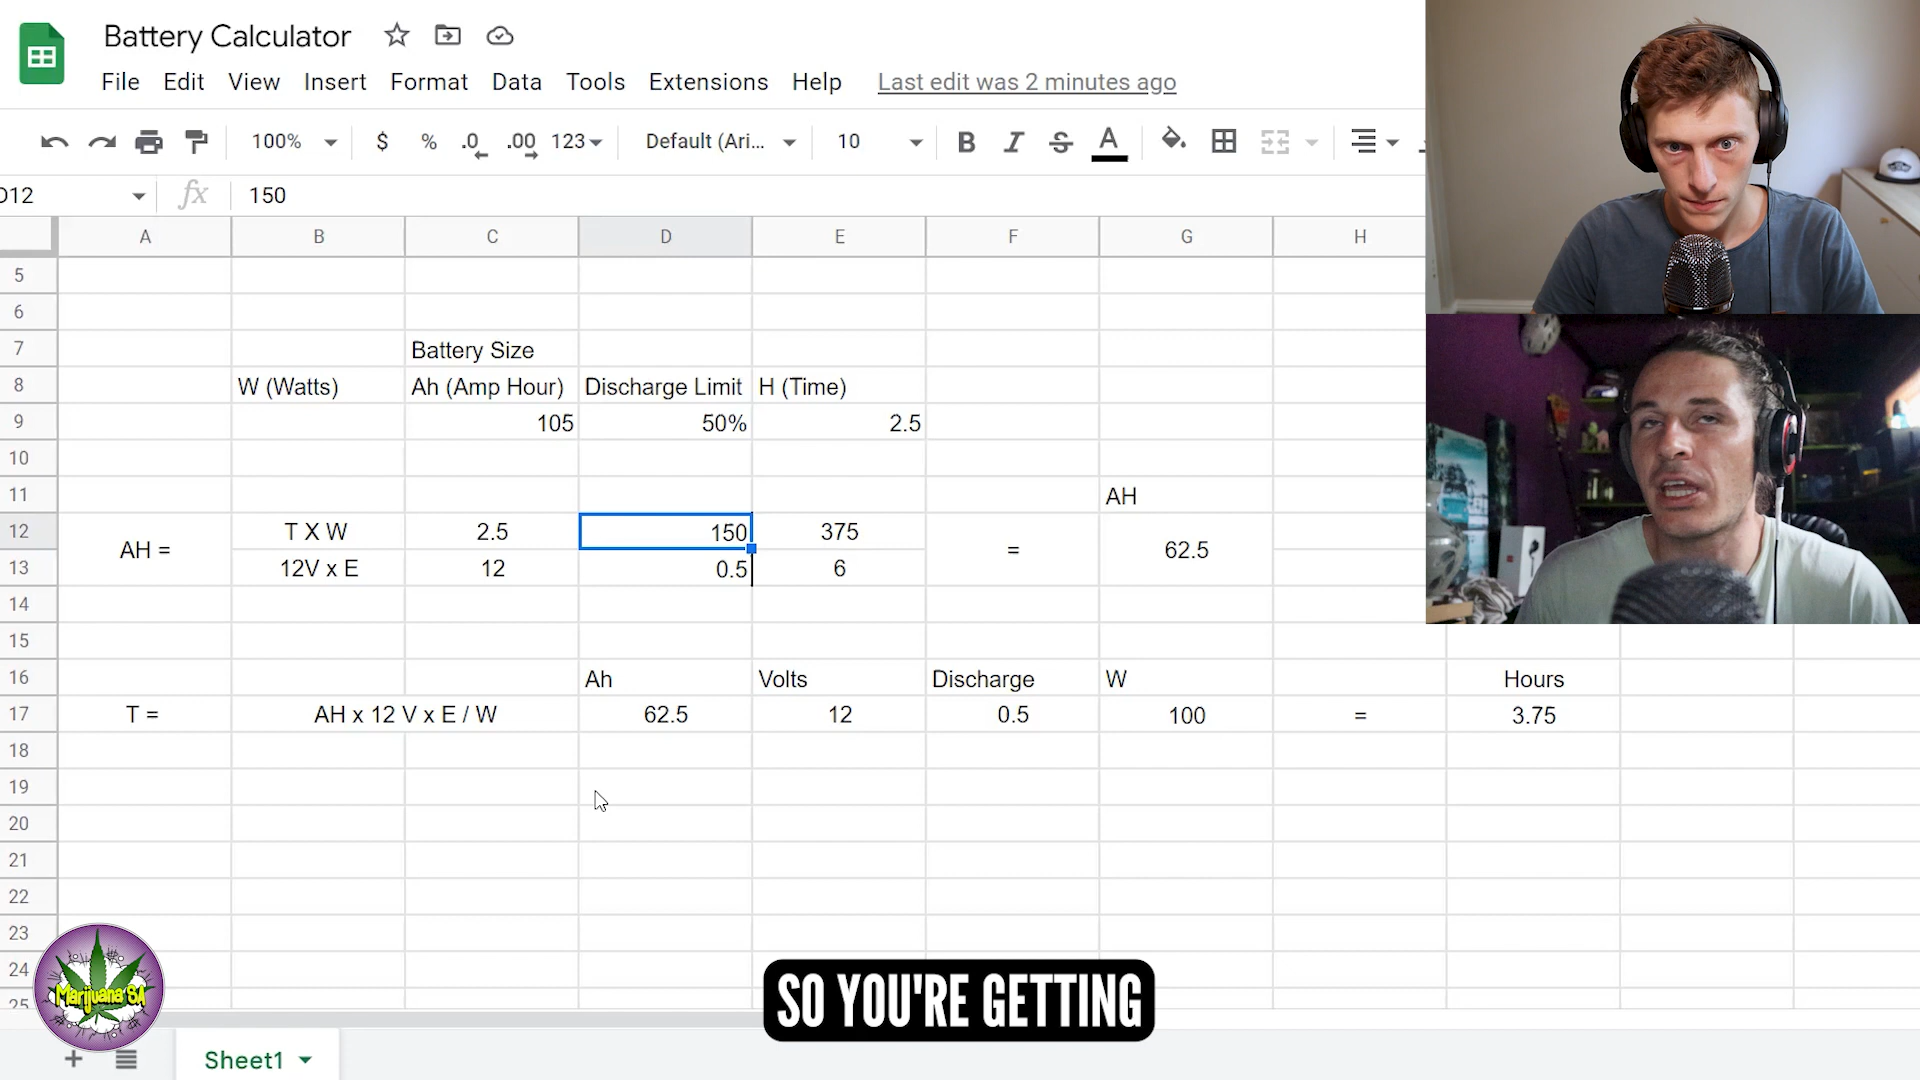 Battery Calculator
File Edit View Insert Format Data Tools Extensions Help Last edit was 2 minutes ago
100% $ % .0 .00 123 Default (Ari... 10 B I S A
D12 fx 150
A B C D E F G H
5
6
7 Battery Size
8 W (Watts) Ah (Amp Hour) Discharge Limit H (Time)
9 105 50% 2.5
10
11 AH
12 T X W 2.5 150 375
AH = = 62.5
13 12V x E 12 0.5 6
14
15
16 Ah Volts Discharge W Hours
17 T = AH x 12 V x E / W 62.5 12 0.5 100 = 3.75
18
19
20
21
22
23
24
25
Marijuana SA
SO YOU'RE GETTING
Sheet1